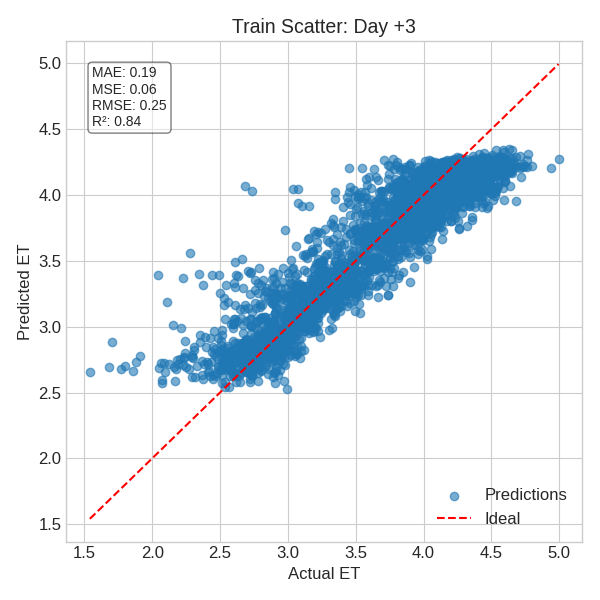 Train Scatter: Day +3
MAE: 0.19
MSE: 0.06
RMSE: 0.25
R²: 0.84
Predicted ET
5.0
4.5
4.0
3.5
3.0
2.5
2.0
1.5
Predictions
Ideal
1.5 2.0 2.5 3.0 3.5 4.0 4.5 5.0
Actual ET